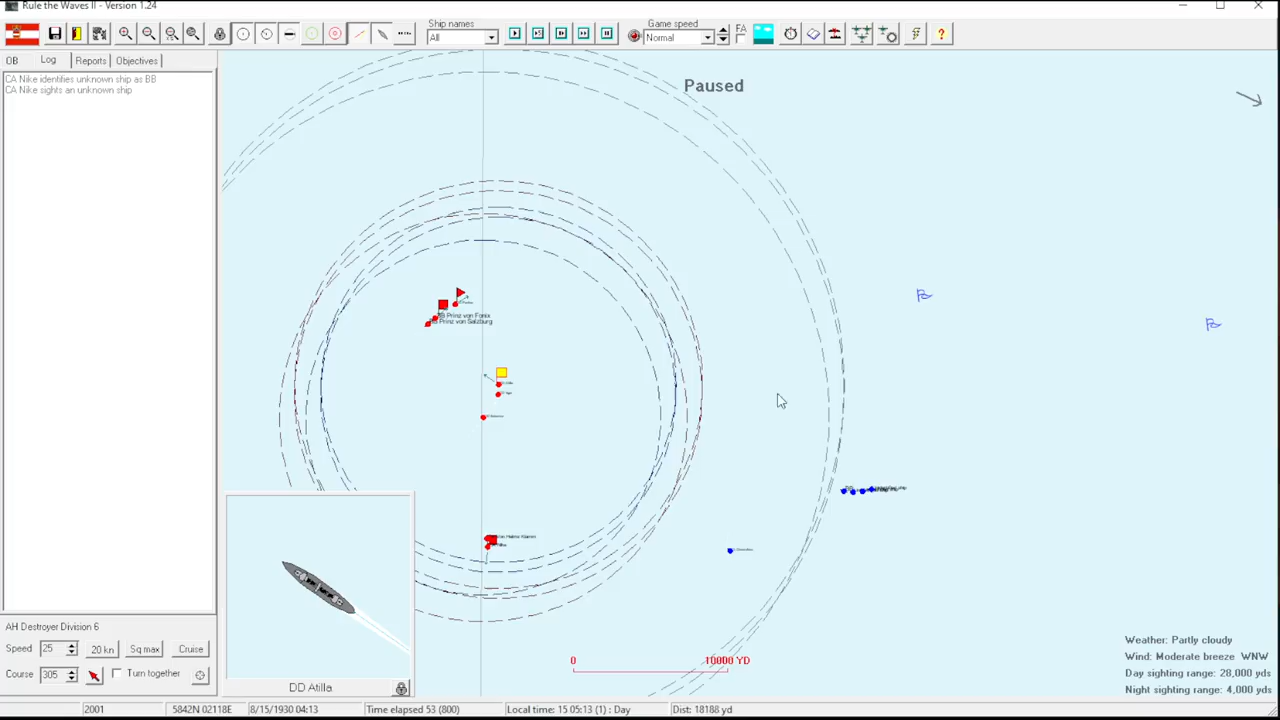 Rule the Waves II - Version 1.24
Ship names
All
Game speed
Normal
FA
OB
Log
Reports
Objectives
CA Nike identifies unknown ship as BB
CA Nike sights an unknown ship
Paused
Prinz von Salzburg
0
10000 YD
Weather: Partly cloudy
Wind: Moderate breeze WNW
Day sighting range: 28,000 yds
Night sighting range: 4,000 yds
AH Destroyer Division 6
Speed
25
20 kn
Sq max
Cruise
Course
305
Turn together
DD Atilla
2001
5842N 02118E
8/15/1930 04:13
Time elapsed 53 (800)
Local time: 15 05:13 (1) : Day
Dist: 18188 yd